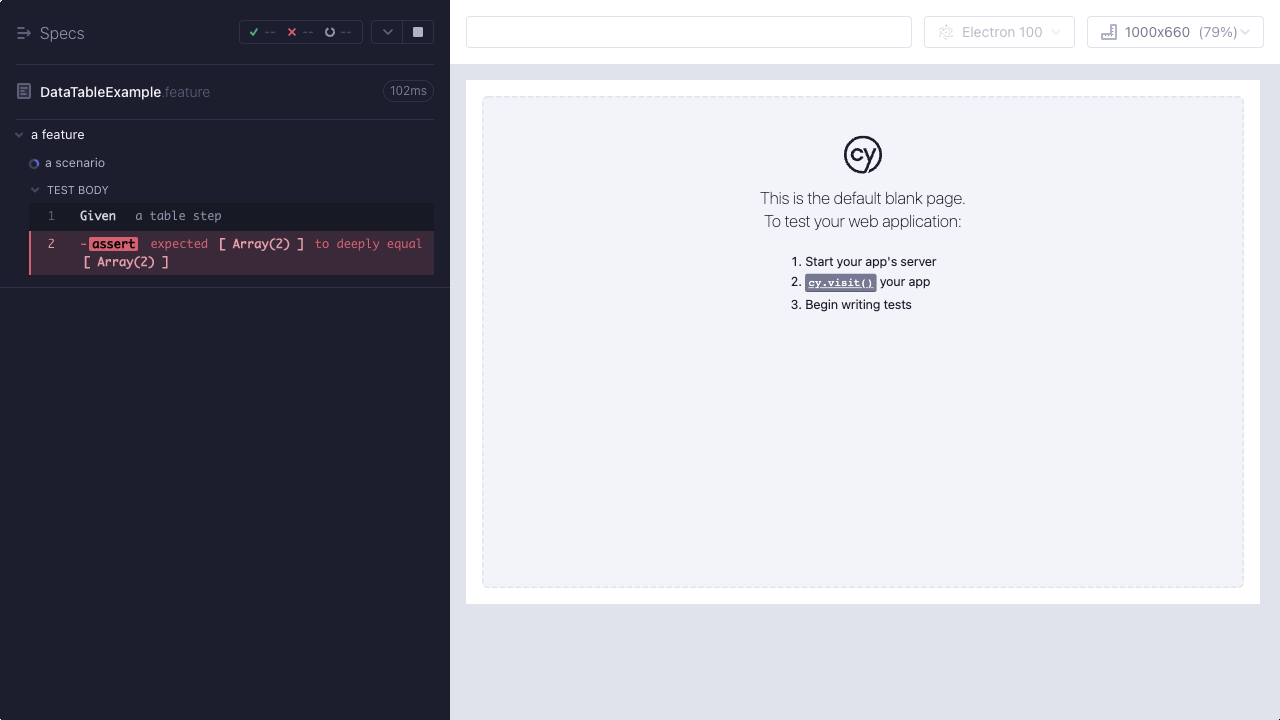 Specs
-- -- --
DataTableExample.feature 102ms
a feature
a scenario
TEST BODY
1 Given a table step
2 -assert expected [ Array(2) ] to deeply equal
[ Array(2) ]
Electron 100
1000x660 (79%)
cy
This is the default blank page.
To test your web application:
1. Start your app's server
2. cy.visit() your app
3. Begin writing tests